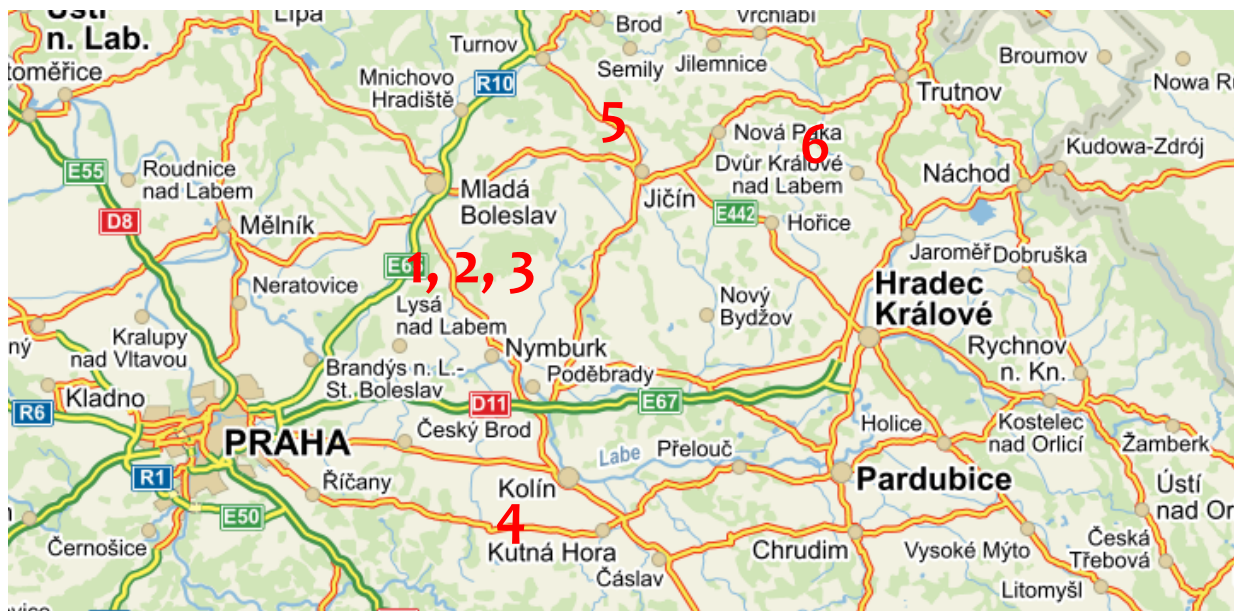 Ústí
n. Lab.
Lípa
Brod
Vrchlabí
Turnov
Semily
Jilemnice
Broumov
Nowa Ru
toměřice
Mnichovo
Hradiště
R10
Trutnov
5
Nová Paka
6
Kudowa-Zdrój
E55
Roudnice
nad Labem
Dvůr Králové
nad Labem
Náchod
Mladá
Boleslav
Jičín
D8
Mělník
E442
Hořice
Jaroměř
Dobruška
1, 2, 3
Neratovice
Hradec
Králové
Lysá
nad Labem
Nový
Bydžov
Kralupy
nad Vltavou
ný
Nymburk
Rychnov
n. Kn.
Brandýs n. L.-
St. Boleslav
Poděbrady
Kladno
R6
D11
E67
Holice
Kostelec
nad Orlicí
Žamberk
PRAHA
Český Brod
Labe
Přelouč
R1
Říčany
Kolín
Pardubice
Ústí
nad Or
E50
4
Černošice
Kutná Hora
Chrudim
Vysoké Mýto
Česká
Třebová
Čáslav
Litomyšl